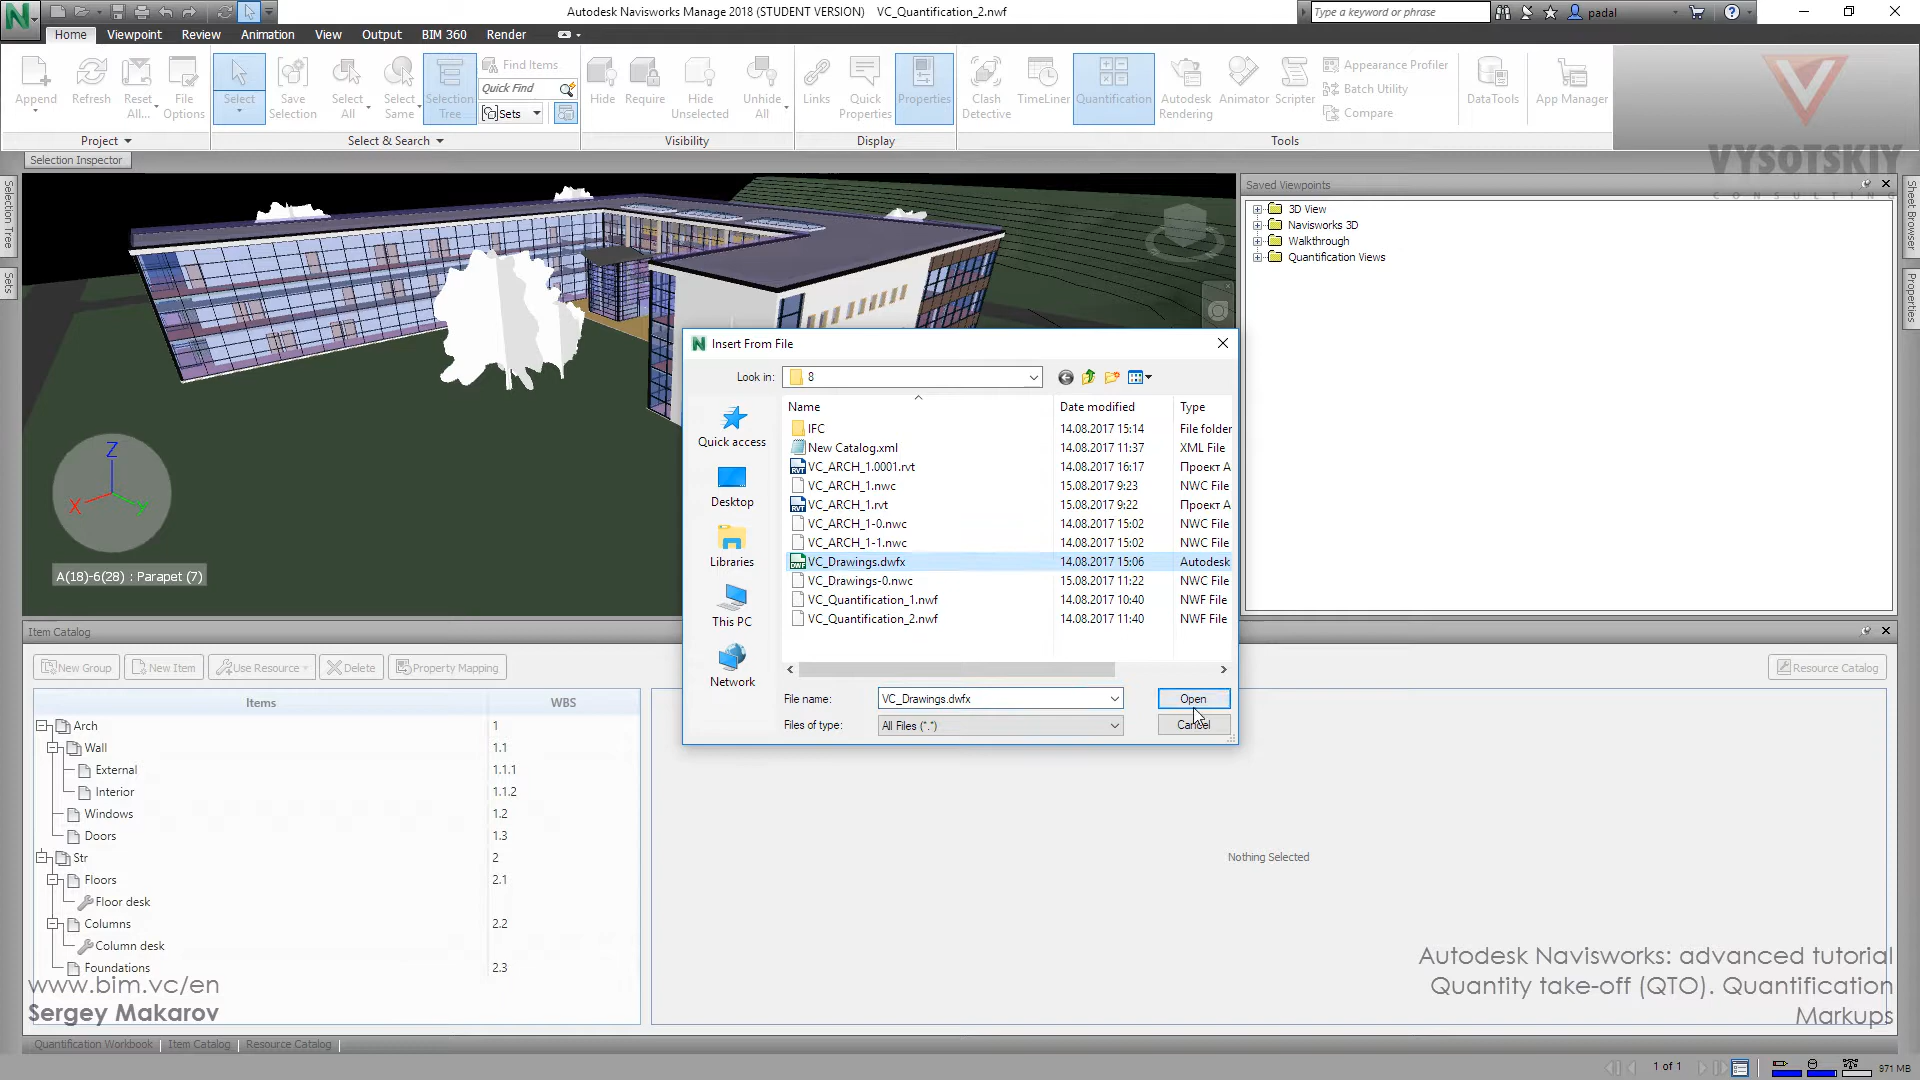 Autodesk Navisworks Manage 2018 (STUDENT VERSION) VC_Quantification_2.nwf
Type a keyword or phrase
padal
Home Viewpoint Review Animation View Output BIM 360 Render
Append
Refresh
Reset All...
File Options
Select
Save Selection
Select All
Select Same
Selection Tree
Find Items
Quick Find
Sets
Hide
Require
Hide Unselected
Unhide All
Links
Quick Properties
Properties
Clash Detective
TimeLiner
Quantification
Autodesk Rendering
Animator
Scripter
Appearance Profiler
Batch Utility
Compare
DataTools
App Manager
Project
Select & Search
Visibility
Display
Tools
VYSOTSKIY
CONSULTING
Selection Inspector
Selection Tree
Sets
Saved Viewpoints
3D View
Navisworks 3D
Walkthrough
Quantification Views
Sheet Browser
Properties
Z
X
Y
A(18)-6(28) : Parapet (7)
Insert From File
Look in: 8
Quick access
Desktop
Libraries
This PC
Network
Name Date modified Type
IFC 14.08.2017 15:14 File folder
New Catalog.xml 14.08.2017 11:37 XML File
VC_ARCH_1.0001.rvt 14.08.2017 16:17 Проект A
VC_ARCH_1.nwc 15.08.2017 9:23 NWC File
VC_ARCH_1.rvt 15.08.2017 9:22 Проект A
VC_ARCH_1-0.nwc 14.08.2017 15:02 NWC File
VC_ARCH_1-1.nwc 14.08.2017 15:02 NWC File
VC_Drawings.dwfx 14.08.2017 15:06 Autodesk
VC_Drawings-0.nwc 15.08.2017 11:22 NWC File
VC_Quantification_1.nwf 14.08.2017 10:40 NWF File
VC_Quantification_2.nwf 14.08.2017 11:40 NWF File
File name: VC_Drawings.dwfx Open
Files of type: All Files (*.*) Cancel
Item Catalog
New Group New Item Use Resource Delete Property Mapping Resource Catalog
Items WBS
Arch 1
Wall 1.1
External 1.1.1
Interior 1.1.2
Windows 1.2
Doors 1.3
Str 2
Floors 2.1
Floor desk
Columns 2.2
Column desk
Foundations 2.3
Nothing Selected
www.bim.vc/en
Sergey Makarov
Autodesk Navisworks: advanced tutorial
Quantity take-off (QTO). Quantification
Markups
Quantification Workbook Item Catalog Resource Catalog
1 of 1
971 MB